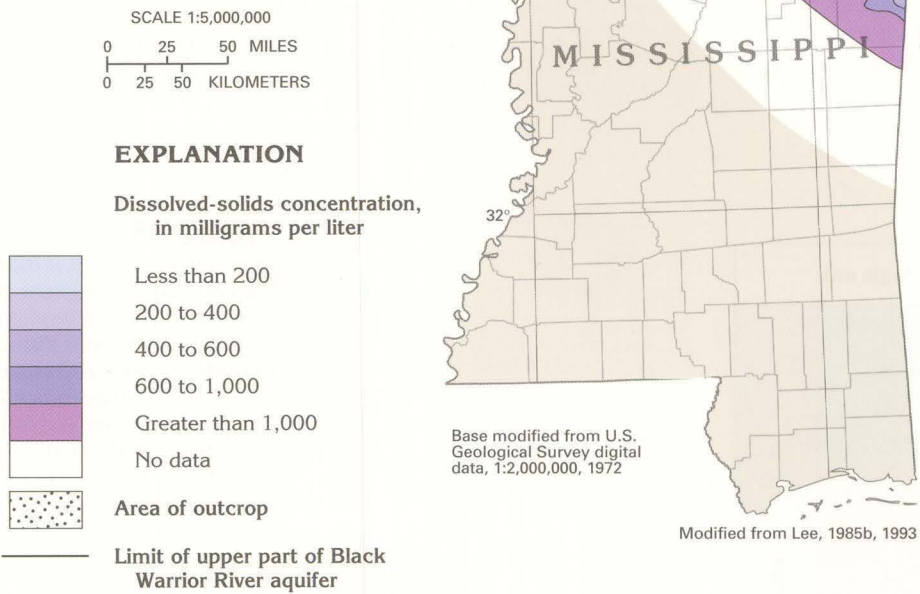 SCALE 1:5,000,000
0 25 50 MILES
0 25 50 KILOMETERS
EXPLANATION
Dissolved-solids concentration,
in milligrams per liter
Less than 200
200 to 400
400 to 600
600 to 1,000
Greater than 1,000
No data
Area of outcrop
Limit of upper part of Black
Warrior River aquifer
MISSISSIPPI
32°
Base modified from U.S.
Geological Survey digital
data, 1:2,000,000, 1972
Modified from Lee, 1985b, 1993